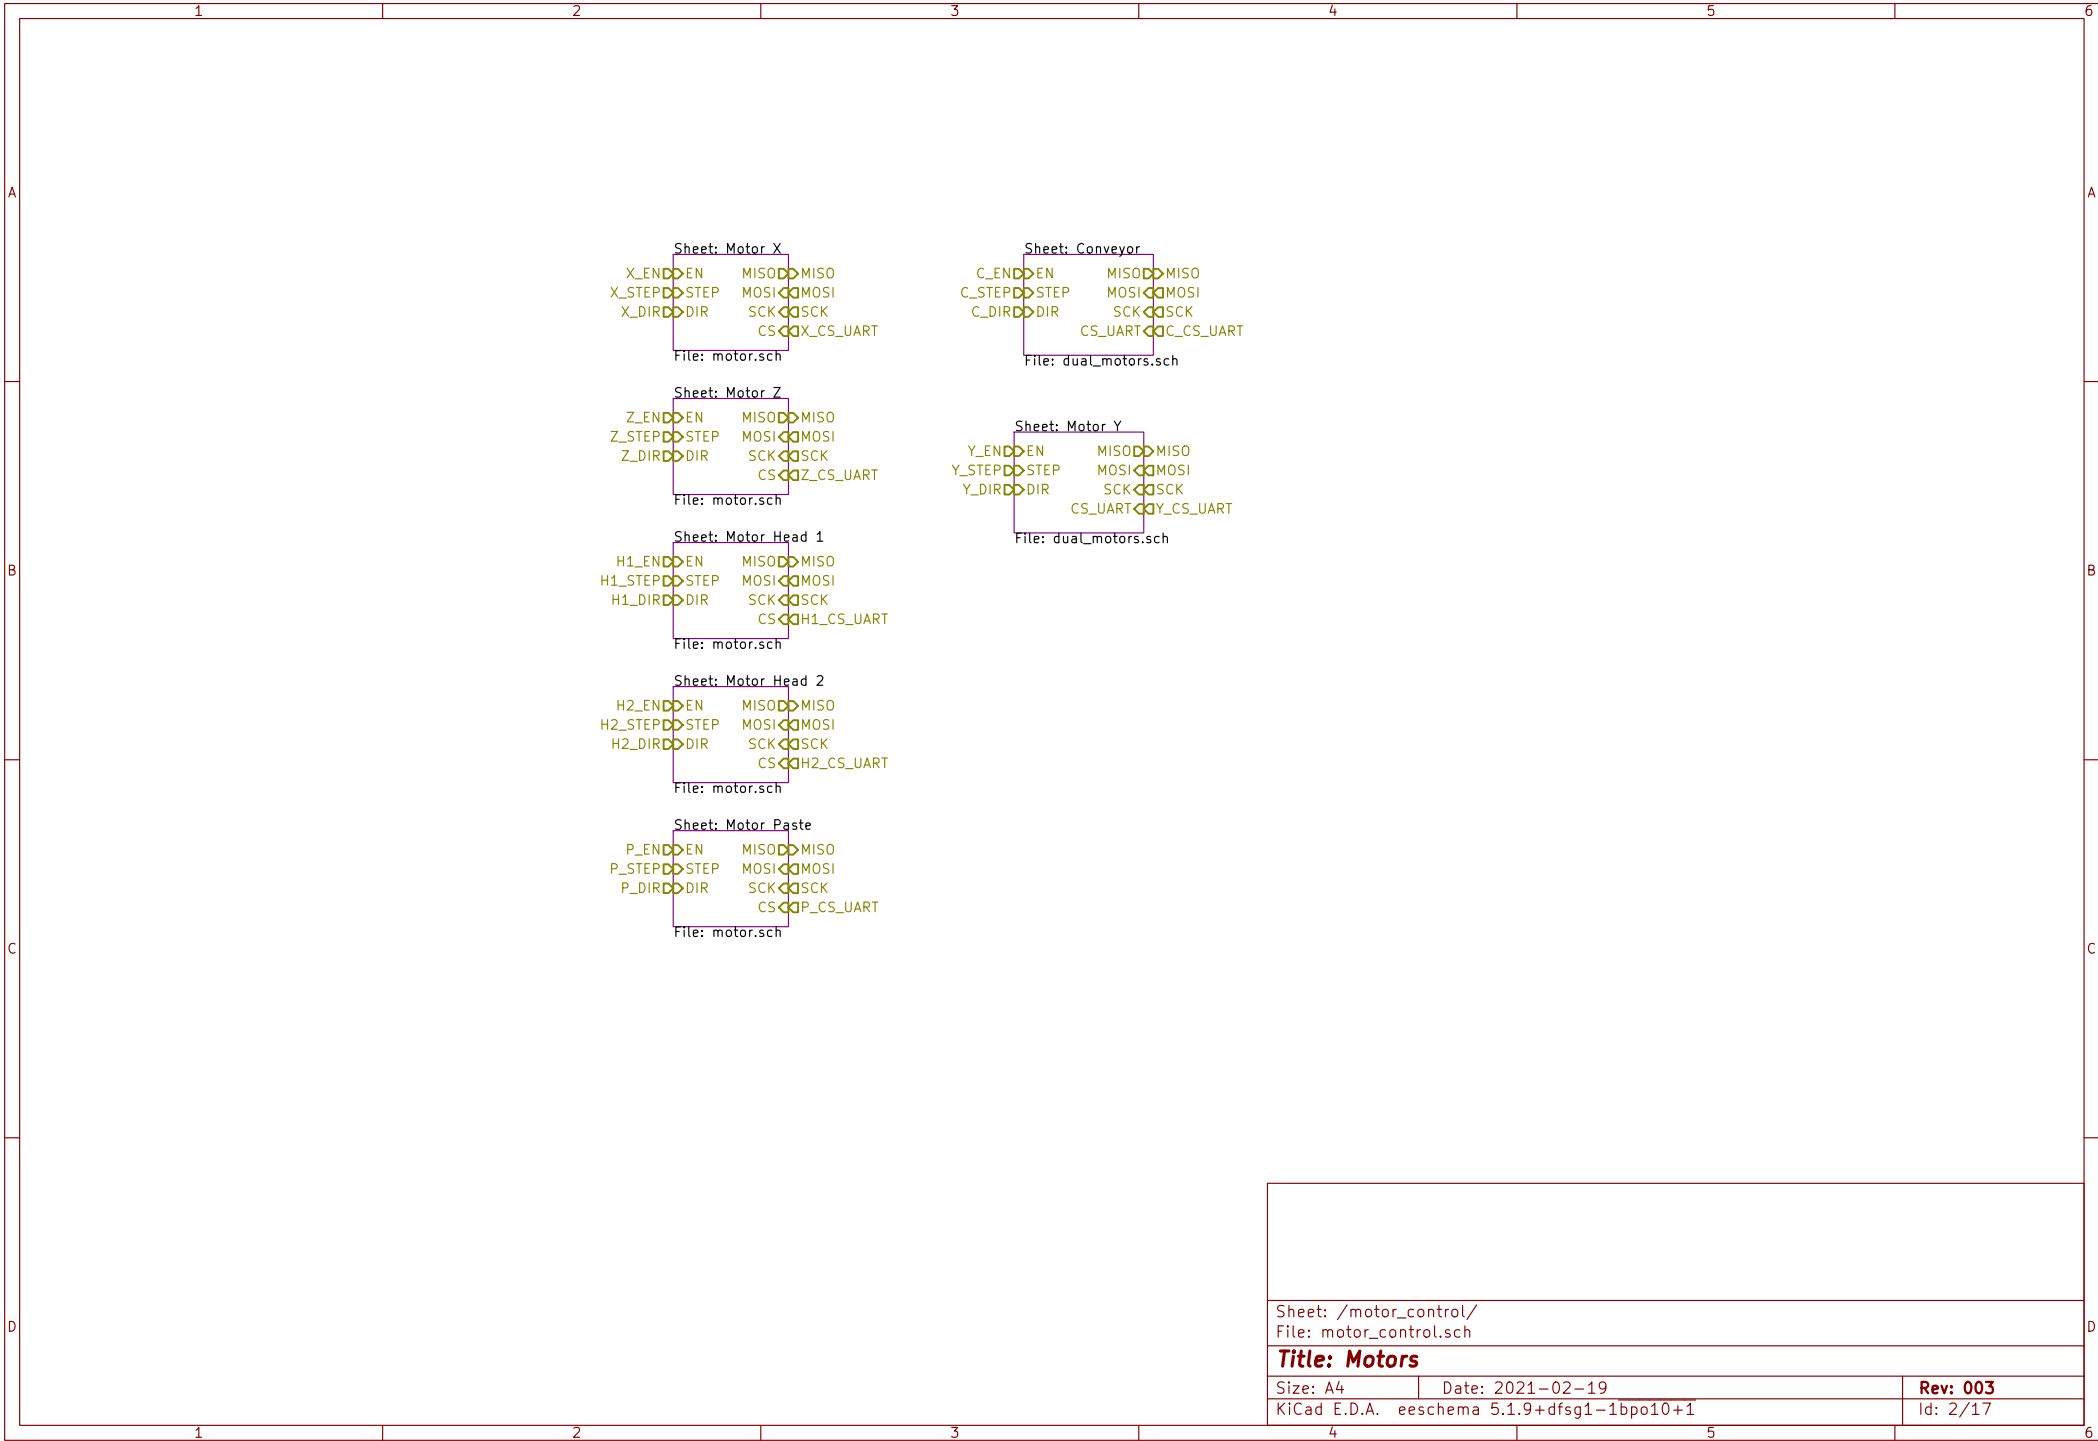 1 2 3 4 5 6
A A
Sheet: Motor X
X_EN EN MISO MISO
X_STEP STEP MOSI MOSI
X_DIR DIR SCK SCK
CS X_CS_UART
File: motor.sch
Sheet: Conveyor
C_EN EN MISO MISO
C_STEP STEP MOSI MOSI
C_DIR DIR SCK SCK
CS_UART C_CS_UART
File: dual_motors.sch
Sheet: Motor Z
Z_EN EN MISO MISO
Z_STEP STEP MOSI MOSI
Z_DIR DIR SCK SCK
CS Z_CS_UART
File: motor.sch
Sheet: Motor Y
Y_EN EN MISO MISO
Y_STEP STEP MOSI MOSI
Y_DIR DIR SCK SCK
CS_UART Y_CS_UART
File: dual_motors.sch
B B
Sheet: Motor Head 1
H1_EN EN MISO MISO
H1_STEP STEP MOSI MOSI
H1_DIR DIR SCK SCK
CS H1_CS_UART
File: motor.sch
Sheet: Motor Head 2
H2_EN EN MISO MISO
H2_STEP STEP MOSI MOSI
H2_DIR DIR SCK SCK
CS H2_CS_UART
File: motor.sch
Sheet: Motor Paste
P_EN EN MISO MISO
P_STEP STEP MOSI MOSI
P_DIR DIR SCK SCK
CS P_CS_UART
File: motor.sch
C C
Sheet: /motor_control/
File: motor_control.sch
D D
Title: Motors
Size: A4 Date: 2021-02-19 Rev: 003
KiCad E.D.A. eeschema 5.1.9+dfsg1-1bpo10+1 Id: 2/17
1 2 3 4 5 6